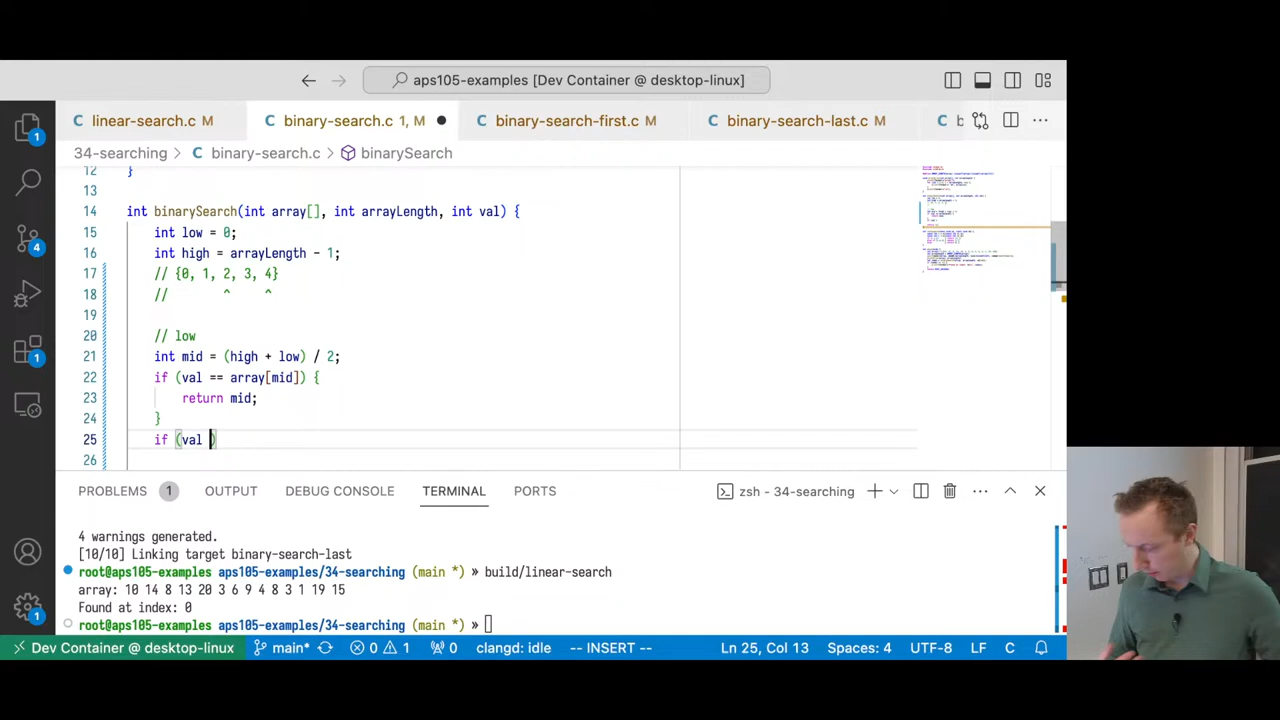 aps105-examples [Dev Container @ desktop-linux]
C linear-search.c M C binary-search.c 1, M C binary-search-first.c M C binary-search-last.c M C
34-searching > C binary-search.c > binarySearch
12 }
13
14 int binarySearch(int array[], int arrayLength, int val) {
15 int low = 0;
16 int high = arrayLength - 1;
17 // {0, 1, 2, 3, 4}
18 // ^ ^
19
20 // low
21 int mid = (high + low) / 2;
22 if (val == array[mid]) {
23 return mid;
24 }
25 if (val )
26
PROBLEMS 1 OUTPUT DEBUG CONSOLE TERMINAL PORTS zsh - 34-searching
4 warnings generated.
[10/10] Linking target binary-search-last
root@aps105-examples aps105-examples/34-searching (main *) » build/linear-search
array: 10 14 8 13 20 3 6 9 4 8 3 1 19 15
Found at index: 0
root@aps105-examples aps105-examples/34-searching (main *) »
1
4
1
1
Dev Container @ desktop-linux main* 0 1 0 clangd: idle -- INSERT -- Ln 25, Col 13 Spaces: 4 UTF-8 LF C